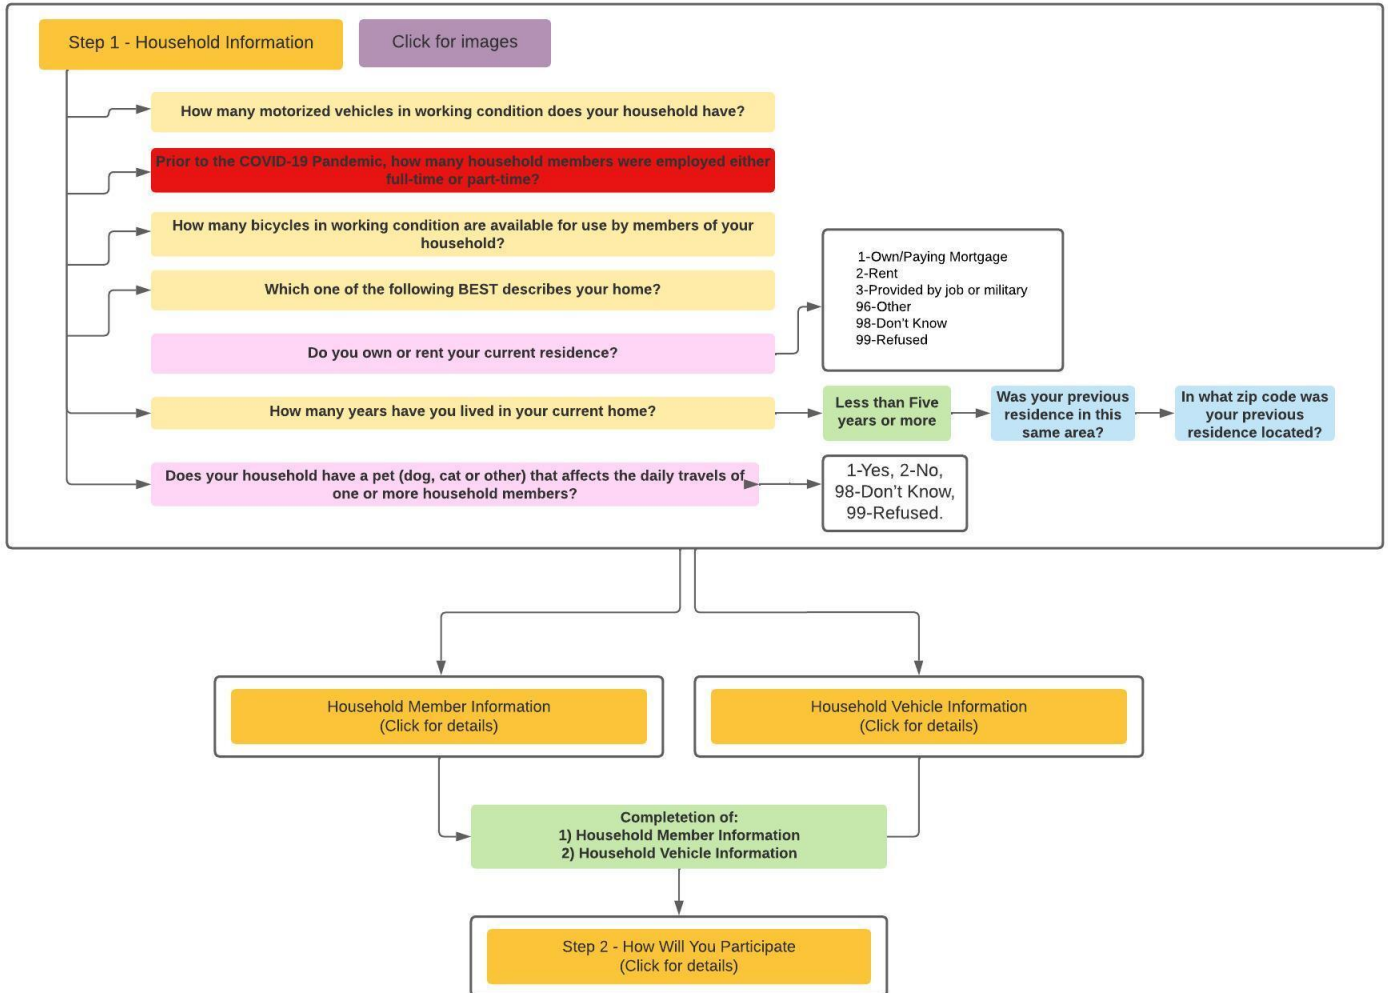 Step 1 - Household Information
Click for images
How many motorized vehicles in working condition does your household have?
Prior to the COVID-19 Pandemic, how many household members were employed either
full-time or part-time?
How many bicycles in working condition are available for use by members of your
household?
Which one of the following BEST describes your home?
Do you own or rent your current residence?
1-Own/Paying Mortgage
2-Rent
3-Provided by job or military
96-Other
98-Don't Know
99-Refused
How many years have you lived in your current home?
Less than Five
years or more
Was your previous
residence in this
same area?
In what zip code was
your previous
residence located?
Does your household have a pet (dog, cat or other) that affects the daily travels of
one or more household members?
1-Yes, 2-No,
98-Don't Know,
99-Refused.
Household Member Information
(Click for details)
Household Vehicle Information
(Click for details)
Completetion of:
1) Household Member Information
2) Household Vehicle Information
Step 2 - How Will You Participate
(Click for details)